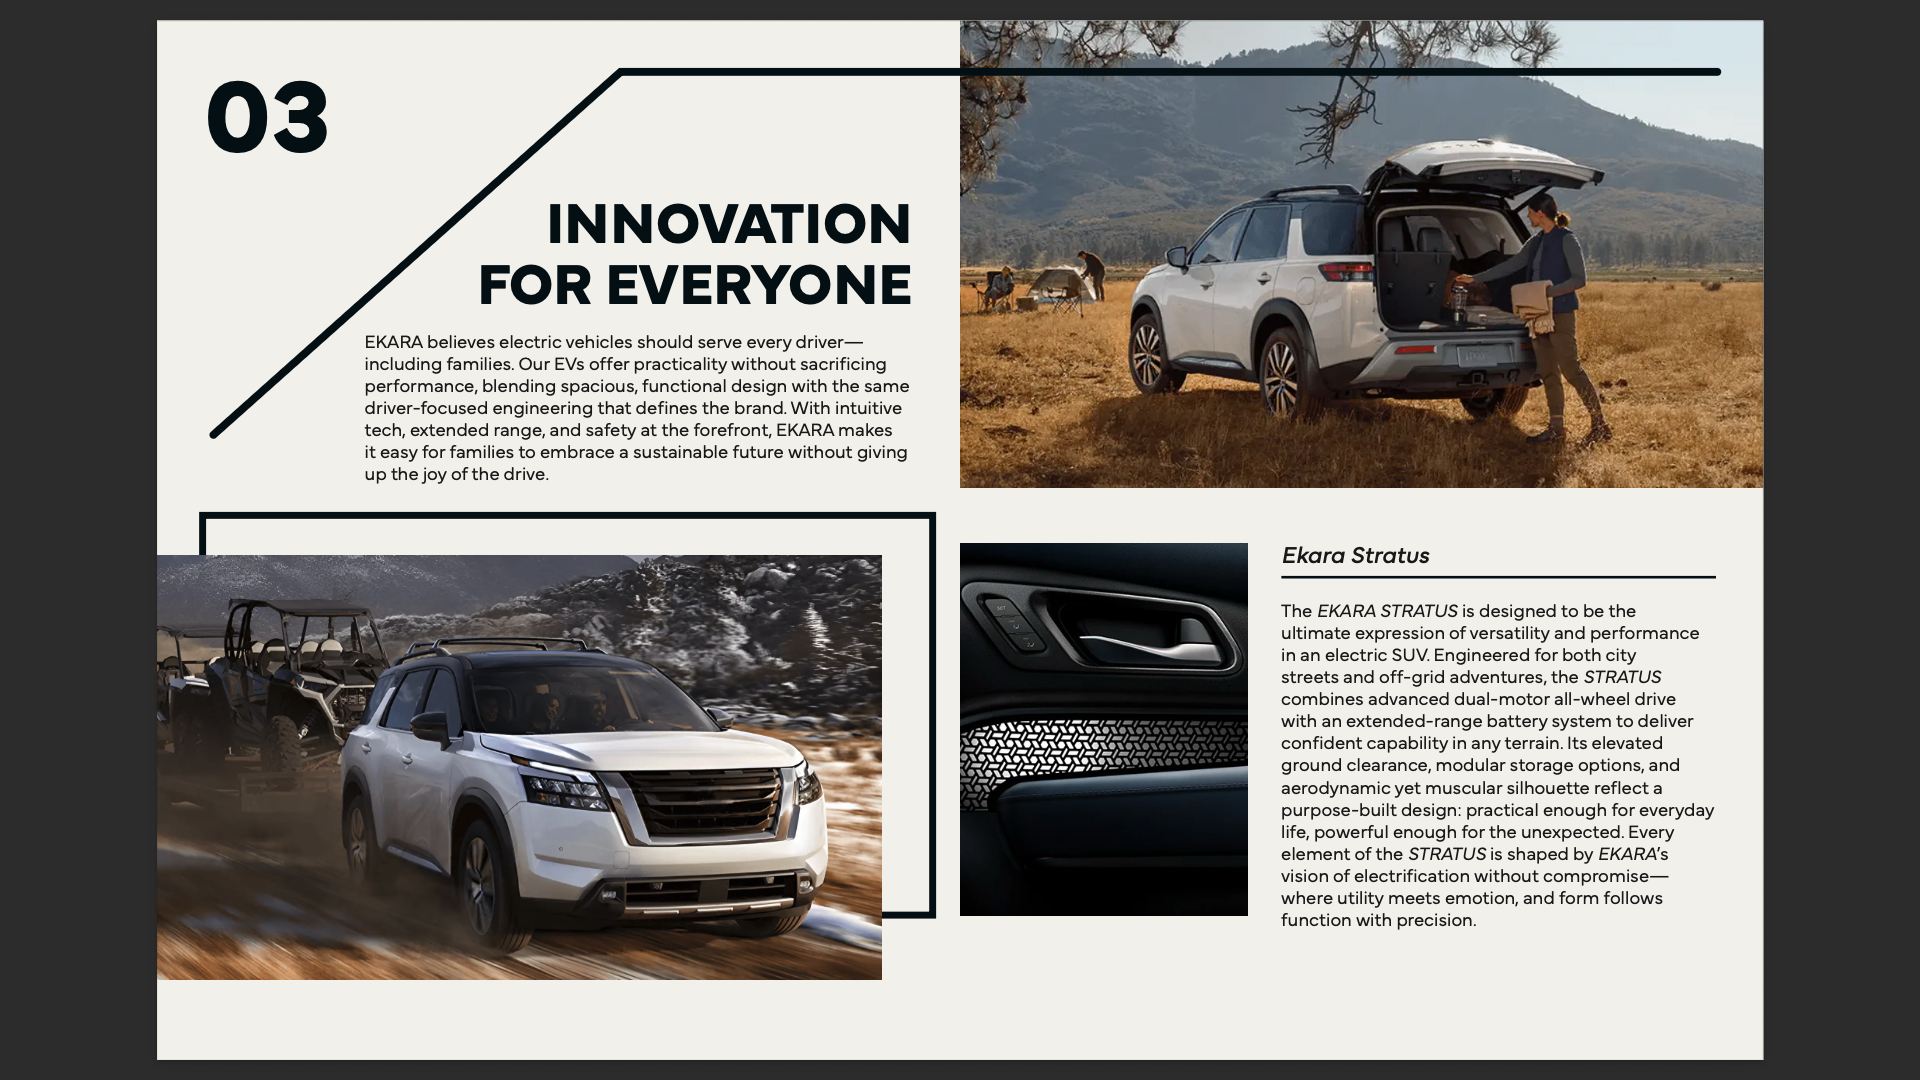 03
INNOVATION
FOR EVERYONE
EKARA believes electric vehicles should serve every driver—
including families. Our EVs offer practicality without sacrificing
performance, blending spacious, functional design with the same
driver-focused engineering that defines the brand. With intuitive
tech, extended range, and safety at the forefront, EKARA makes
it easy for families to embrace a sustainable future without giving
up the joy of the drive.
Ekara Stratus
The EKARA STRATUS is designed to be the
ultimate expression of versatility and performance
in an electric SUV. Engineered for both city
streets and off-grid adventures, the STRATUS
combines advanced dual-motor all-wheel drive
with an extended-range battery system to deliver
confident capability in any terrain. Its elevated
ground clearance, modular storage options, and
aerodynamic yet muscular silhouette reflect a
purpose-built design: practical enough for everyday
life, powerful enough for the unexpected. Every
element of the STRATUS is shaped by EKARA’s
vision of electrification without compromise—
where utility meets emotion, and form follows
function with precision.